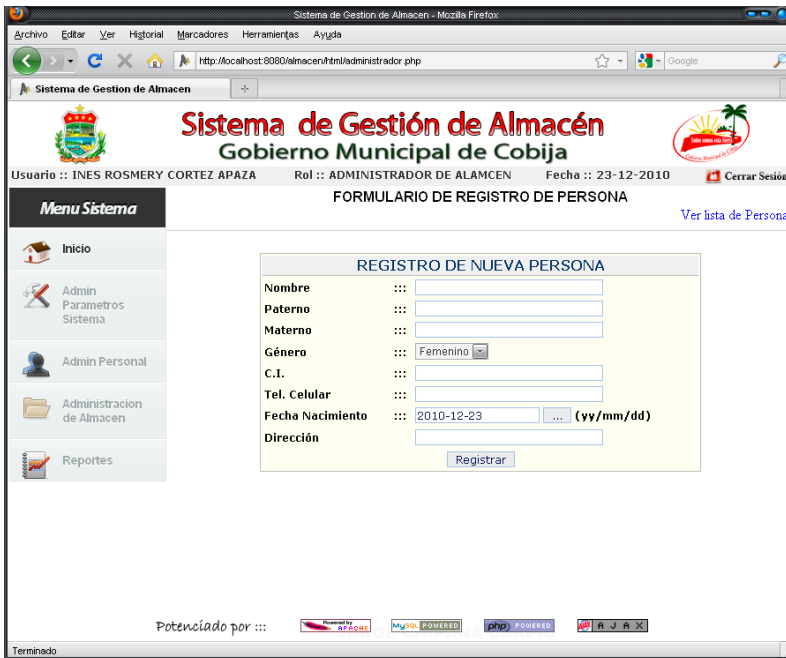 Sistema de Gestion de Almacen - Mozilla Firefox
Archivo Editar Ver Historial Marcadores Herramientas Ayuda
http://localhost:8080/almacen/html/administrador.php
Google
Sistema de Gestion de Almacen
Sistema de Gestión de Almacén
Gobierno Municipal de Cobija
Usuario :: INES ROSMERY CORTEZ APAZA Rol :: ADMINISTRADOR DE ALAMCEN Fecha :: 23-12-2010 Cerrar Sesión
Menu Sistema
FORMULARIO DE REGISTRO DE PERSONA
Ver lista de Persona
Inicio
Admin
Parametros
Sistema
Admin Personal
Administracion
de Almacen
Reportes
REGISTRO DE NUEVA PERSONA
Nombre :::
Paterno :::
Materno :::
Género ::: Femenino
C.I. :::
Tel. Celular :::
Fecha Nacimiento ::: 2010-12-23 ... (yy/mm/dd)
Dirección :::
Registrar
Potenciado por :::
Powered by APACHE
MySQL POWERED
php POWERED
AJAX
Terminado